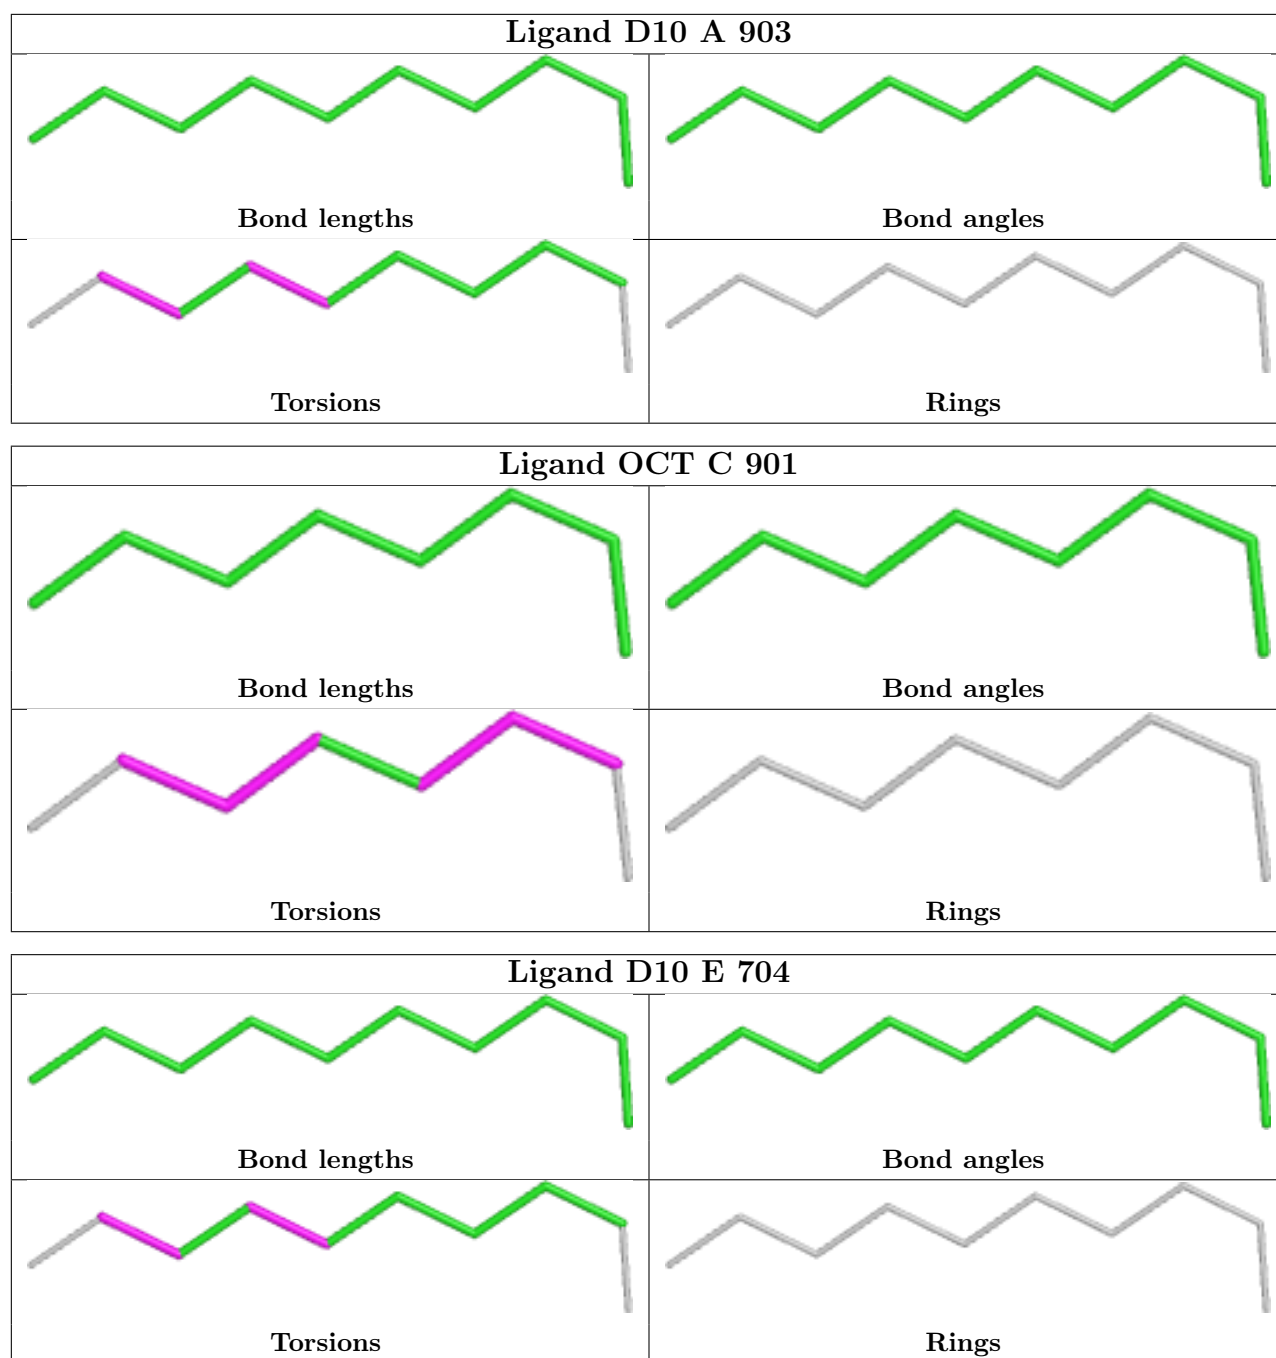 Ligand D10 A 903
Bond lengths
Bond angles
Torsions
Rings
Ligand OCT C 901
Bond lengths
Bond angles
Torsions
Rings
Ligand D10 E 704
Bond lengths
Bond angles
Torsions
Rings